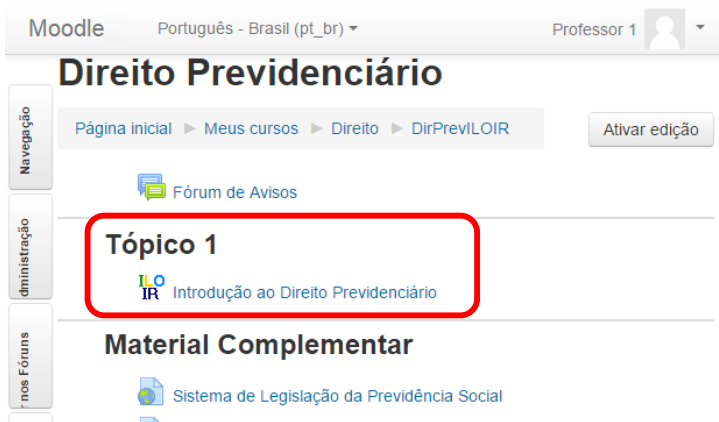 Moodle Português - Brasil (pt_br) Professor 1
Direito Previdenciário
Página inicial Meus cursos Direito DirPrevILOIR Ativar edição
Navegação
Fórum de Avisos
dministração
Tópico 1
ILO
IR Introdução ao Direito Previdenciário
Material Complementar
nos Fóruns
Sistema de Legislação da Previdência Social